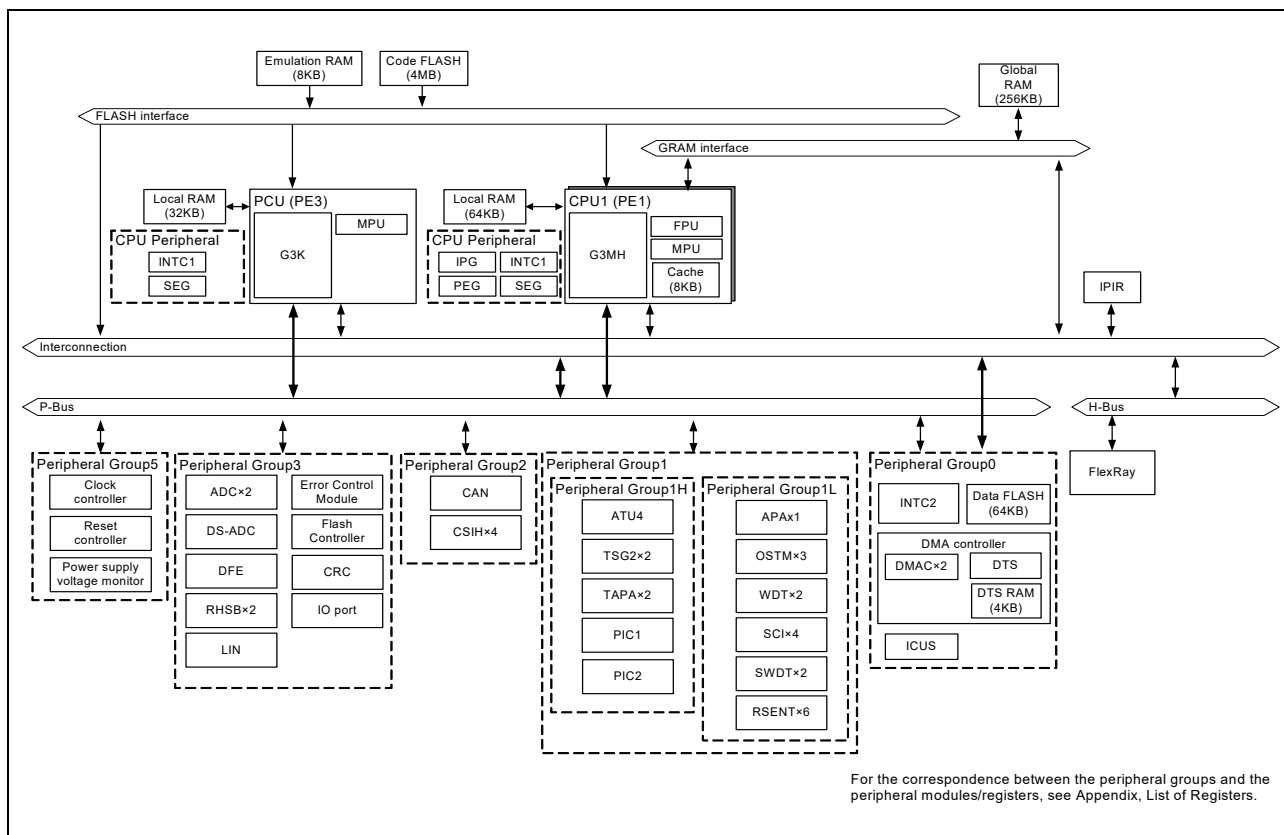 Emulation RAM
(8KB)
Code FLASH
(4MB)
Global
RAM
(256KB)
FLASH interface
GRAM interface
Local RAM
(32KB)
PCU (PE3)
G3K
MPU
CPU Peripheral
INTC1
SEG
Local RAM
(64KB)
CPU1 (PE1)
G3MH
FPU
MPU
Cache
(8KB)
CPU Peripheral
IPG
INTC1
PEG
SEG
IPIR
Interconnection
P-Bus
H-Bus
Peripheral Group5
Clock
controller
Reset
controller
Power supply
voltage monitor
Peripheral Group3
ADC×2
Error Control
Module
DS-ADC
Flash
Controller
DFE
CRC
RHSB×2
IO port
LIN
Peripheral Group2
CAN
CSIH×4
Peripheral Group1
Peripheral Group1H
ATU4
TSG2×2
TAPA×2
PIC1
PIC2
Peripheral Group1L
APAx1
OSTM×3
WDT×2
SCI×4
SWDT×2
RSENT×6
Peripheral Group0
INTC2
Data FLASH
(64KB)
DMA controller
DMAC×2
DTS
DTS RAM
(4KB)
ICUS
FlexRay
For the correspondence between the peripheral groups and the
peripheral modules/registers, see Appendix, List of Registers.